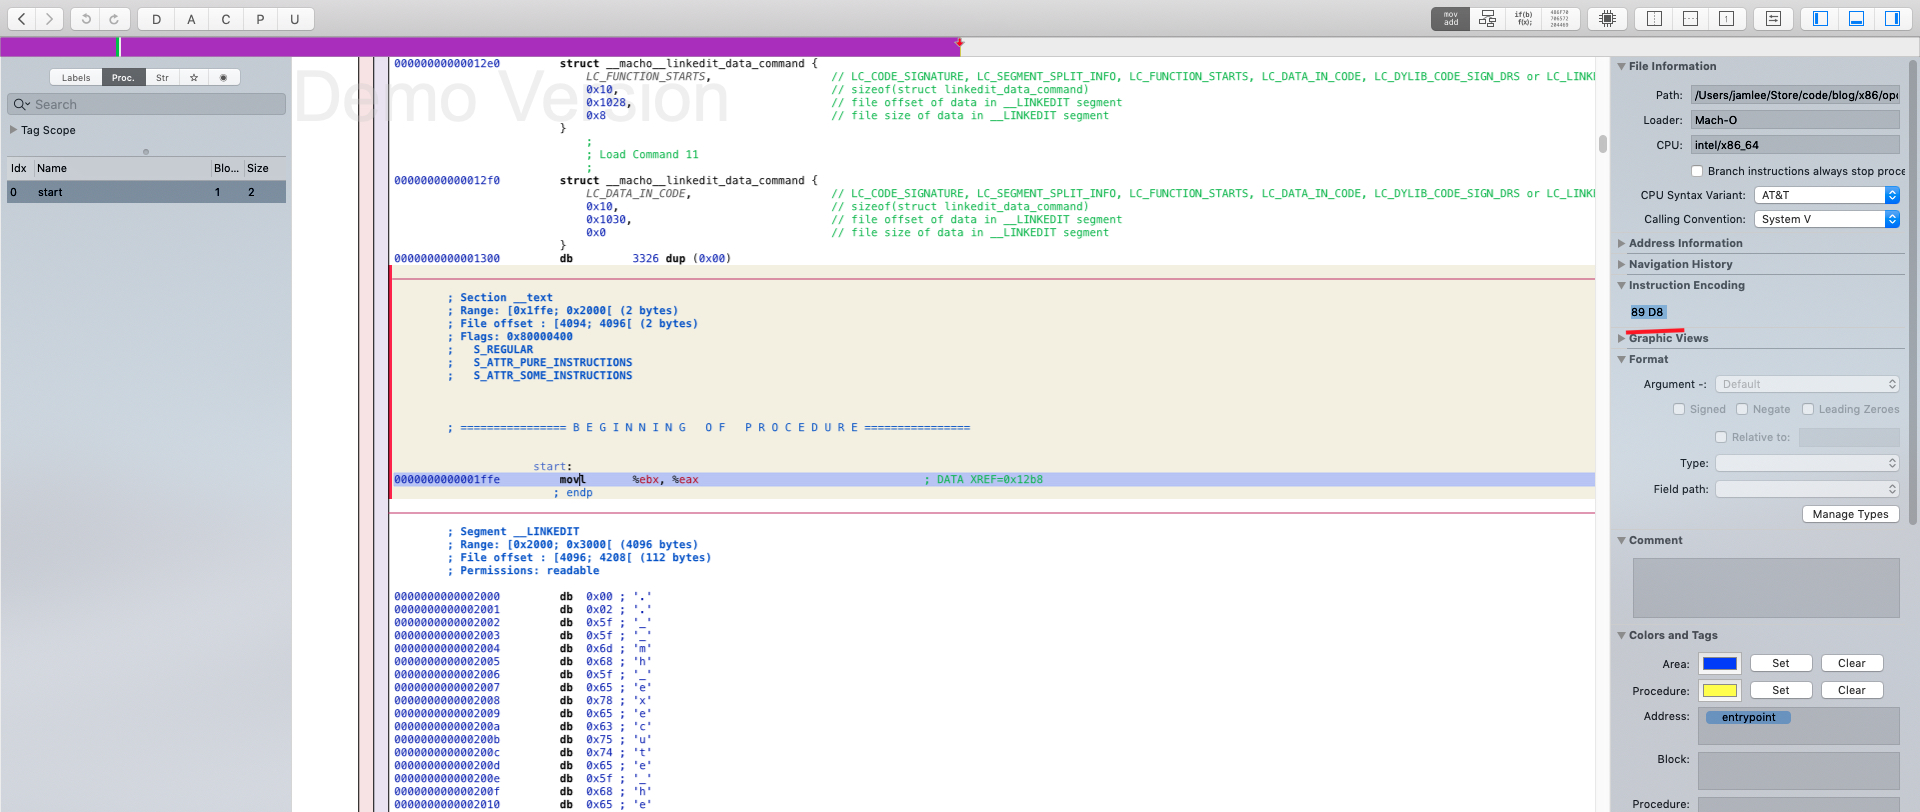 D A C P U
mov add
if(b) f(x);
Labels Proc. Str
Search
Tag Scope
Idx Name Blo... Size
0 start 1 2
Demo Version
00000000000012e0 struct __macho__linkedit_data_command {
LC_FUNCTION_STARTS, // LC_CODE_SIGNATURE, LC_SEGMENT_SPLIT_INFO, LC_FUNCTION_STARTS, LC_DATA_IN_CODE, LC_DYLIB_CODE_SIGN_DRS or LC_LINK
0x10, // sizeof(struct linkedit_data_command)
0x1028, // file offset of data in __LINKEDIT segment
0x8 // file size of data in __LINKEDIT segment
}
;
; Load Command 11
;
00000000000012f0 struct __macho__linkedit_data_command {
LC_DATA_IN_CODE, // LC_CODE_SIGNATURE, LC_SEGMENT_SPLIT_INFO, LC_FUNCTION_STARTS, LC_DATA_IN_CODE, LC_DYLIB_CODE_SIGN_DRS or LC_LINK
0x10, // sizeof(struct linkedit_data_command)
0x1030, // file offset of data in __LINKEDIT segment
0x0 // file size of data in __LINKEDIT segment
}
0000000000001300 db 3326 dup (0x00)
; Section __text
; Range: [0x1ffe; 0x2000[ (2 bytes)
; File offset : [4094; 4096[ (2 bytes)
; Flags: 0x80000400
; S_REGULAR
; S_ATTR_PURE_INSTRUCTIONS
; S_ATTR_SOME_INSTRUCTIONS
; ================ B E G I N N I N G O F P R O C E D U R E ================
start:
0000000000001ffe movl %ebx, %eax ; DATA XREF=0x12b8
; endp
; Segment __LINKEDIT
; Range: [0x2000; 0x3000[ (4096 bytes)
; File offset : [4096; 4208[ (112 bytes)
; Permissions: readable
0000000000002000 db 0x00 ; '.'
0000000000002001 db 0x02 ; '.'
0000000000002002 db 0x5f ; '_'
0000000000002003 db 0x5f ; '_'
0000000000002004 db 0x6d ; 'm'
0000000000002005 db 0x68 ; 'h'
0000000000002006 db 0x5f ; '_'
0000000000002007 db 0x65 ; 'e'
0000000000002008 db 0x78 ; 'x'
0000000000002009 db 0x65 ; 'e'
000000000000200a db 0x63 ; 'c'
000000000000200b db 0x75 ; 'u'
000000000000200c db 0x74 ; 't'
000000000000200d db 0x65 ; 'e'
000000000000200e db 0x5f ; '_'
000000000000200f db 0x68 ; 'h'
0000000000002010 db 0x65 ; 'e'
File Information
Path: /Users/jamlee/Store/code/blog/x86/op
Loader: Mach-O
CPU: intel/x86_64
Branch instructions always stop proce
CPU Syntax Variant: AT&T
Calling Convention: System V
Address Information
Navigation History
Instruction Encoding
89 D8
Graphic Views
Format
Argument -: Default
Signed Negate Leading Zeroes
Relative to:
Type:
Field path:
Manage Types
Comment
Colors and Tags
Area: Set Clear
Procedure: Set Clear
Address: entrypoint
Block:
Procedure: